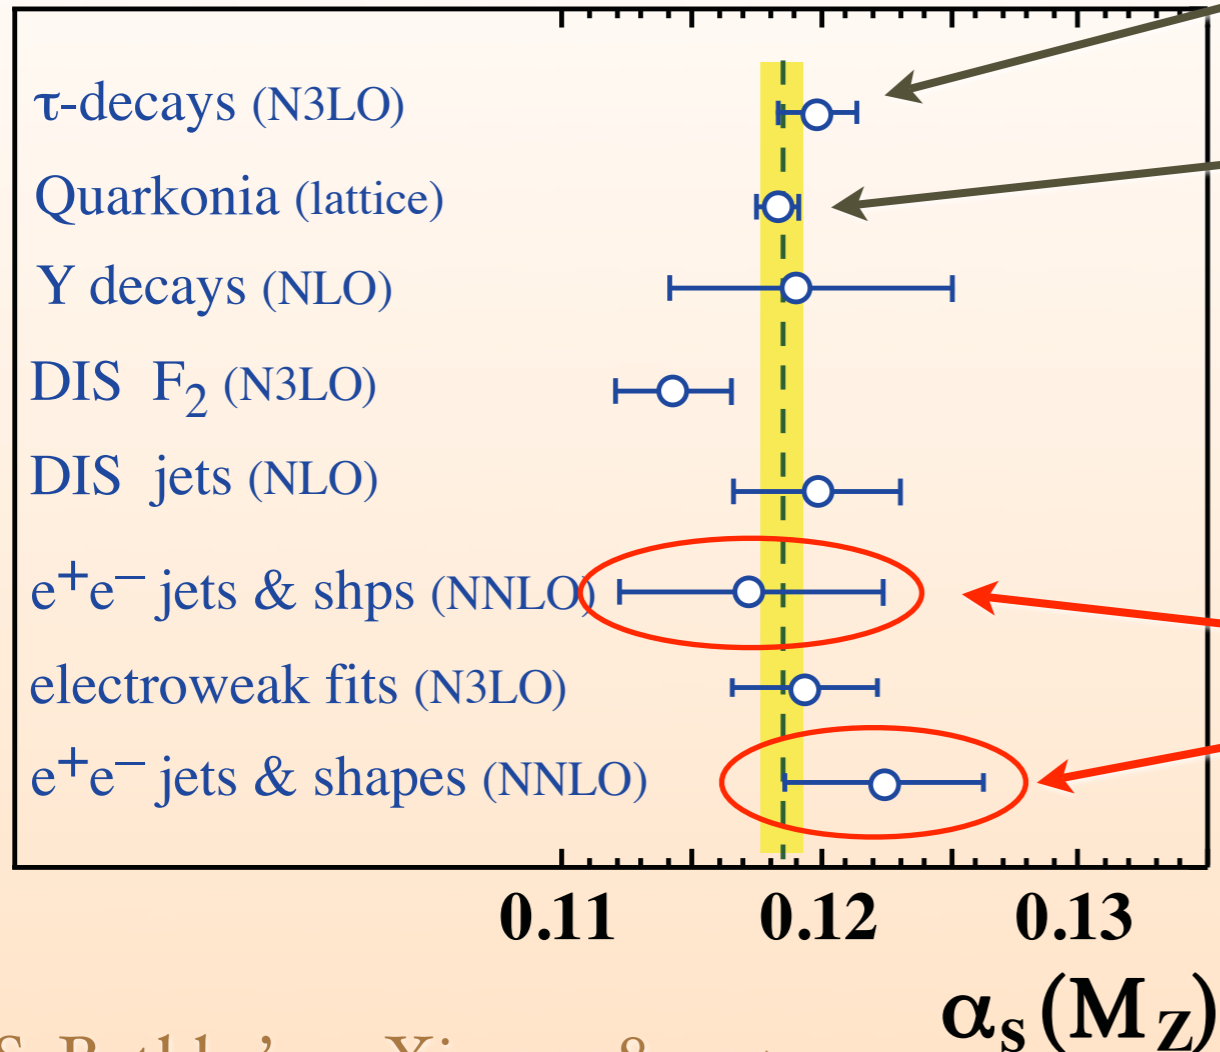 τ-decays (N3LO)
Quarkonia (lattice)
Υ decays (NLO)
DIS F2 (N3LO)
DIS jets (NLO)
e+e− jets & shps (NNLO)
electroweak fits (N3LO)
e+e− jets & shapes (NNLO)
0.11 0.12 0.13
αs(MZ)